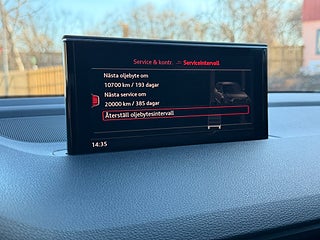 Service & kontr. Serviceintervall
Nästa oljebyte om
10700 km / 193 dagar
Nästa service om
20000 km / 385 dagar
Återställ oljebytesintervall
14:35